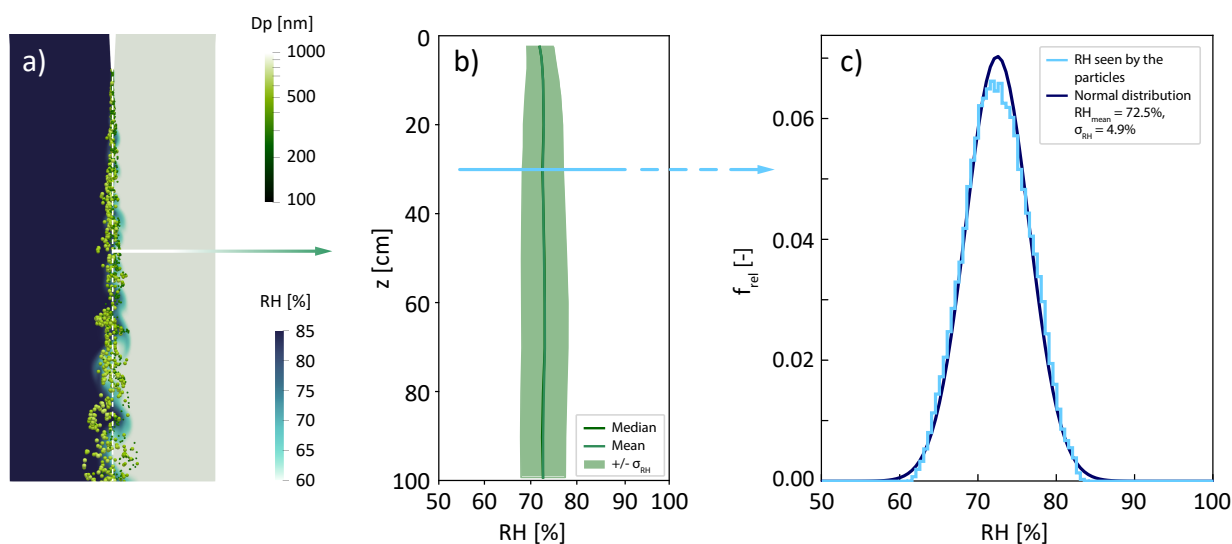 a)
Dp [nm]
1000
500
200
100
RH [%]
85
80
75
70
65
60
b)
0
20
40
60
80
100
z [cm]
50 60 70 80 90 100
RH [%]
Median
Mean
+/- σRH
c)
0.06
0.04
0.02
0.00
frel [-]
50 60 70 80 90 100
RH [%]
RH seen by the
particles
Normal distribution
RHmean = 72.5%,
σRH = 4.9%